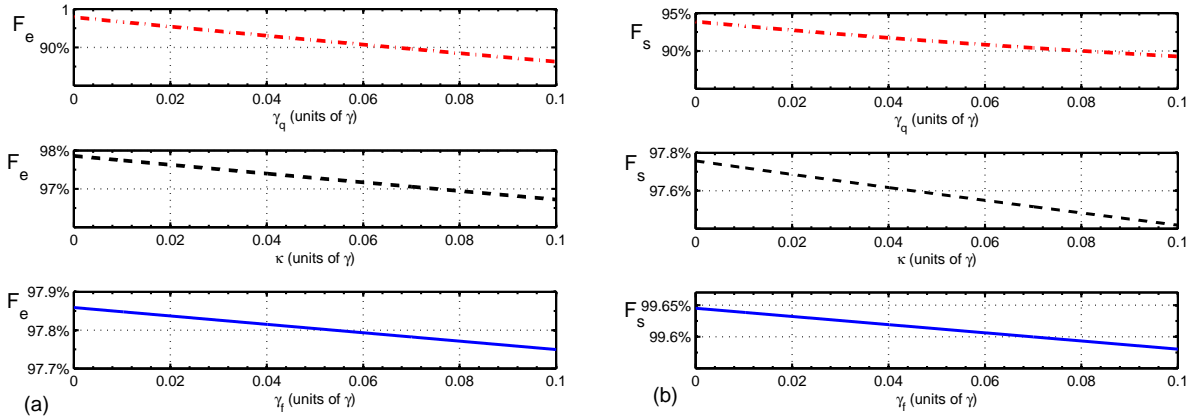 1
F_e
90%
0 0.02 0.04 0.06 0.08 0.1
γ_q (units of γ)
98%
F_e
97%
0 0.02 0.04 0.06 0.08 0.1
κ (units of γ)
97.9%
F_e
97.8%
97.7%
0 0.02 0.04 0.06 0.08 0.1
γ_f (units of γ)
(a)
95%
F_s
90%
0 0.02 0.04 0.06 0.08 0.1
γ_q (units of γ)
97.8%
F_s
97.6%
0 0.02 0.04 0.06 0.08 0.1
κ (units of γ)
99.65%
F_s
99.6%
0 0.02 0.04 0.06 0.08 0.1
γ_f (units of γ)
(b)